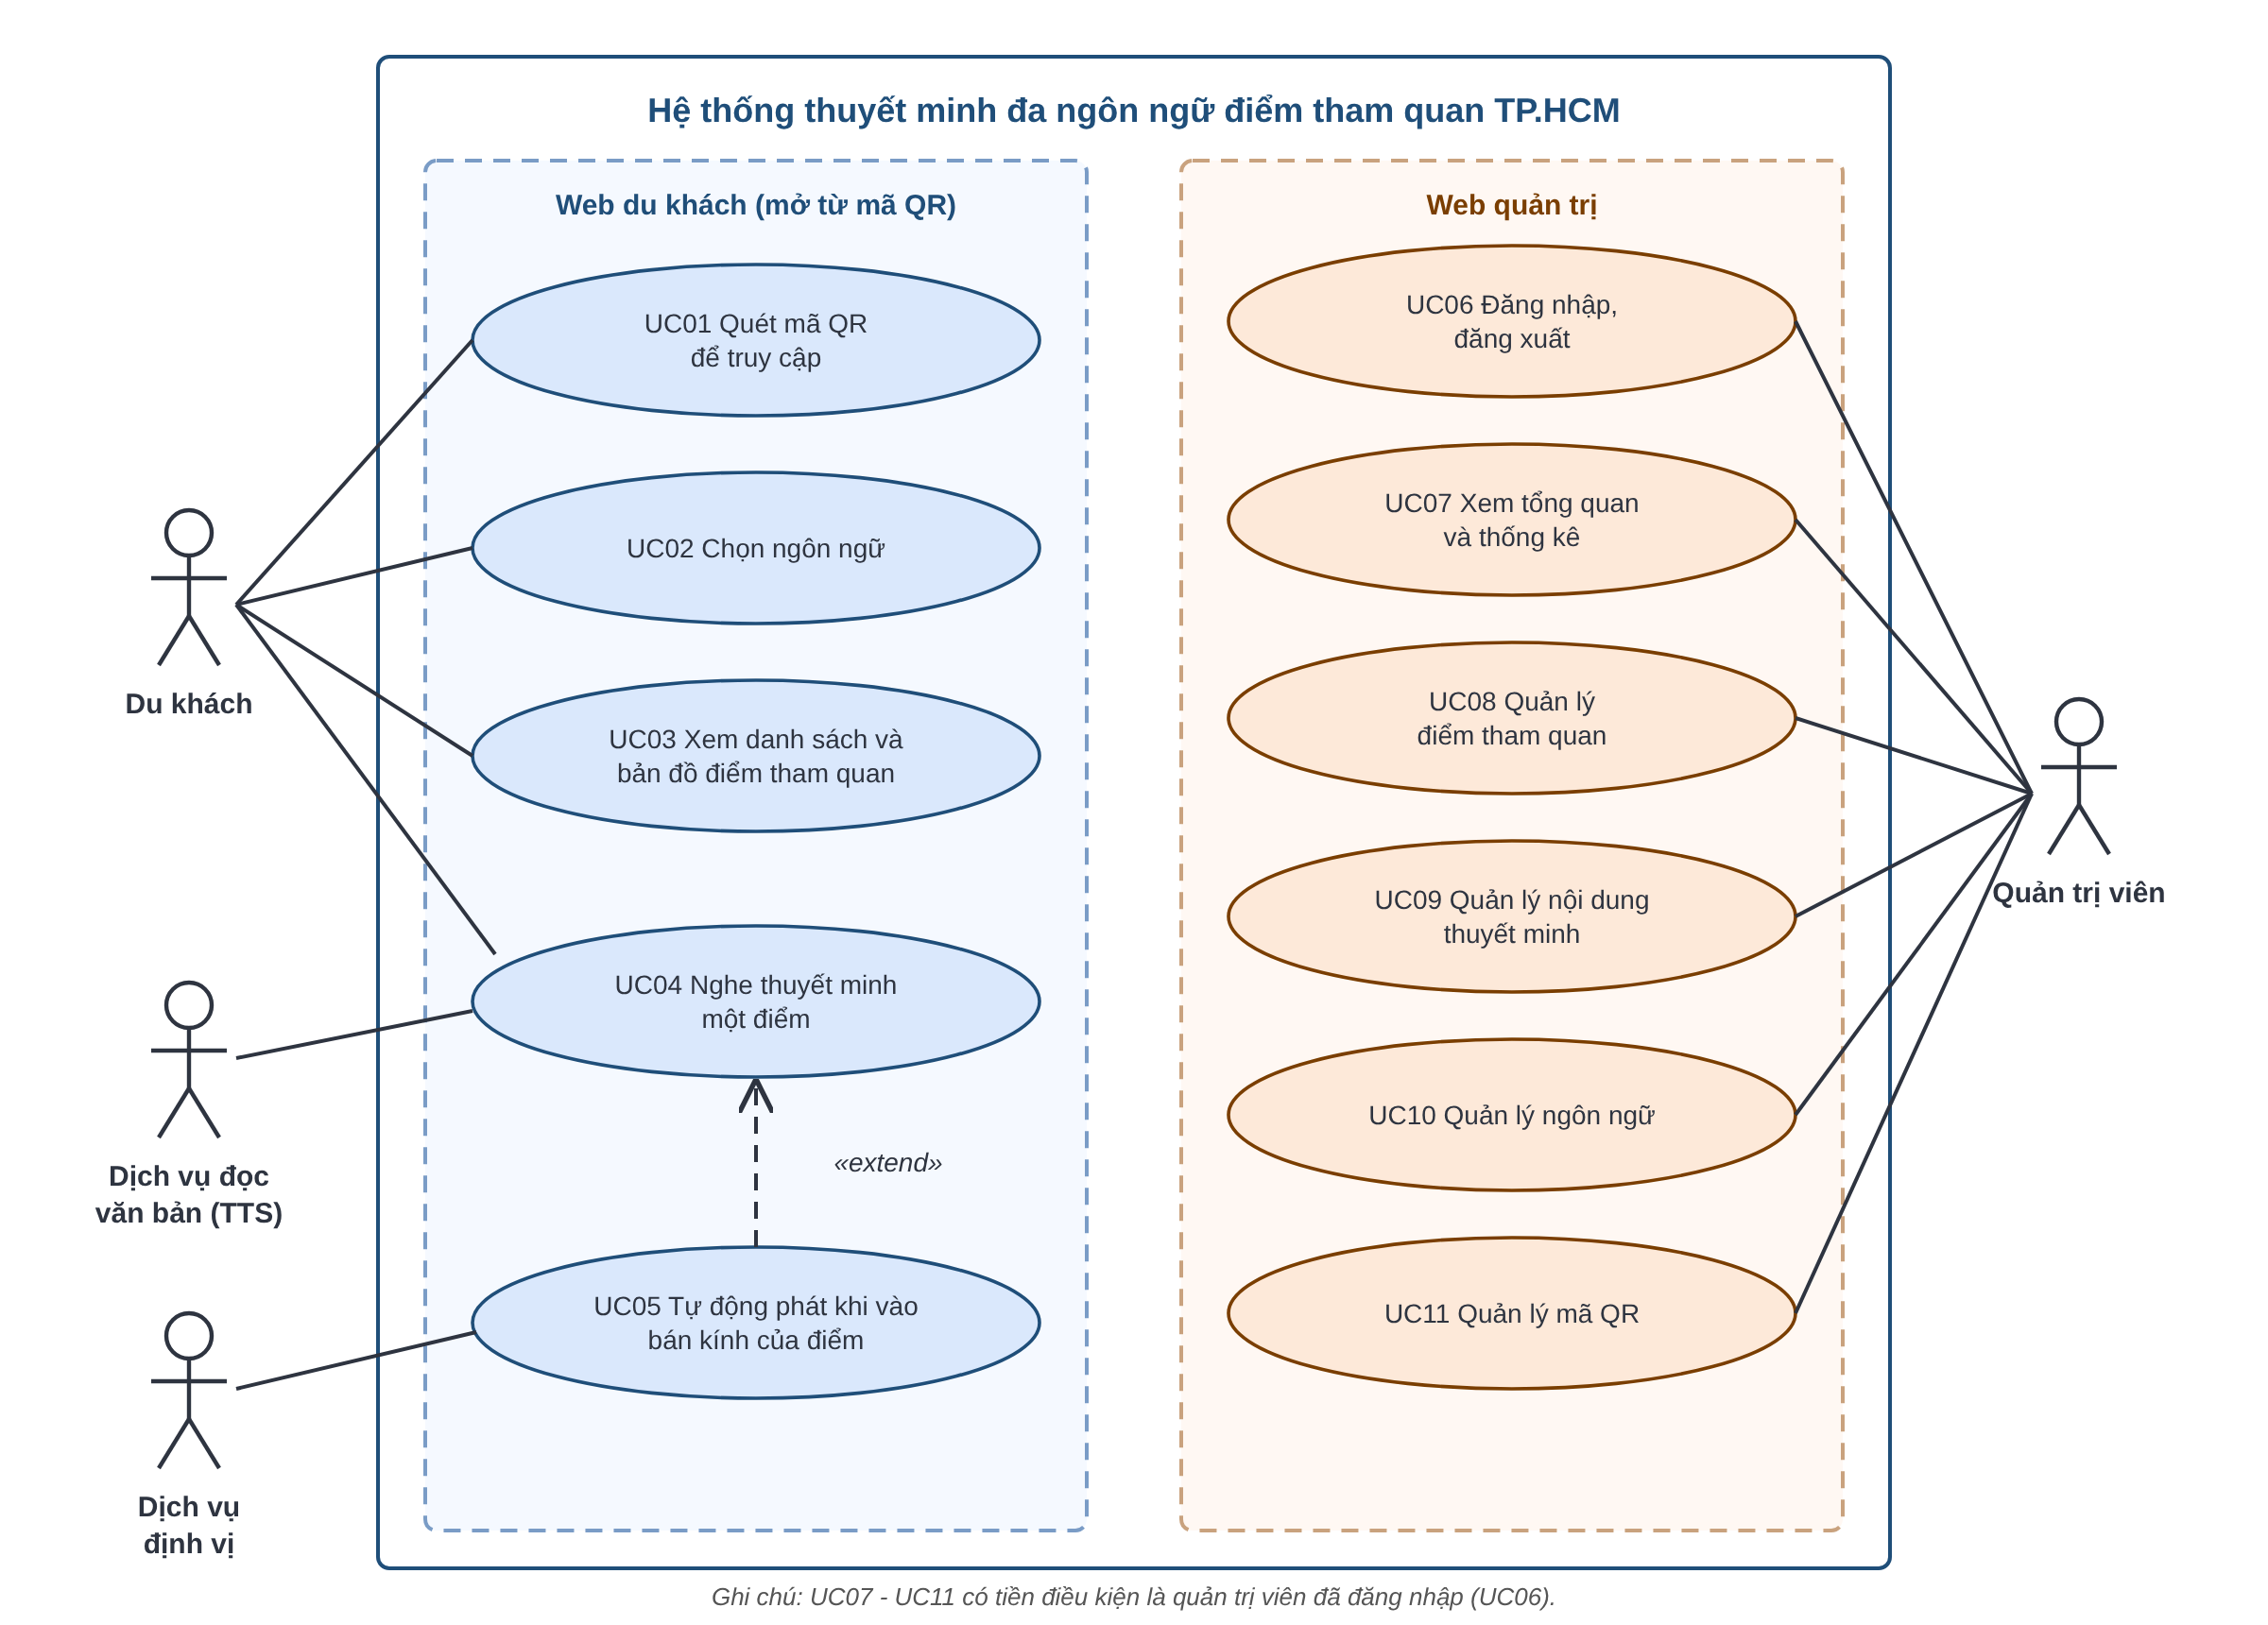 Hệ thống thuyết minh đa ngôn ngữ điểm tham quan TP.HCM
Web du khách (mở từ mã QR)
UC01 Quét mã QR
để truy cập
UC02 Chọn ngôn ngữ
UC03 Xem danh sách và
bản đồ điểm tham quan
UC04 Nghe thuyết minh
một điểm
«extend»
UC05 Tự động phát khi vào
bán kính của điểm
Web quản trị
UC06 Đăng nhập,
đăng xuất
UC07 Xem tổng quan
và thống kê
UC08 Quản lý
điểm tham quan
UC09 Quản lý nội dung
thuyết minh
UC10 Quản lý ngôn ngữ
UC11 Quản lý mã QR
Du khách
Dịch vụ đọc
văn bản (TTS)
Dịch vụ
định vị
Quản trị viên
Ghi chú: UC07 - UC11 có tiền điều kiện là quản trị viên đã đăng nhập (UC06).